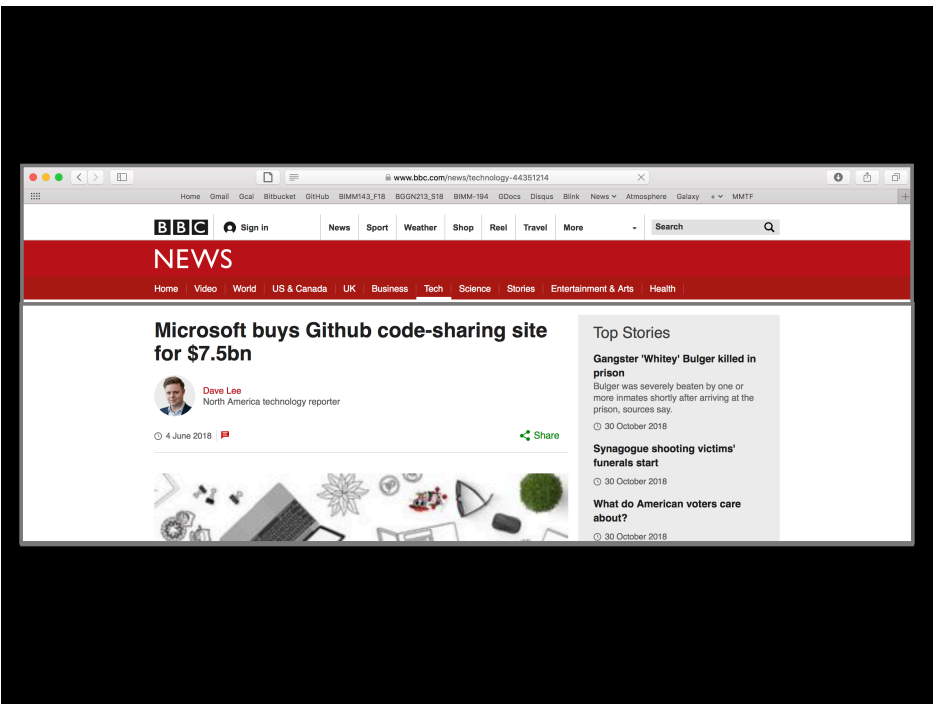 www.bbc.com/news/technology-44351214
Home Gmail Gcal Bitbucket GitHub BIMM143_F18 BGGN213_S18 BIMM-194 GDocs Disqus Blink News Atmosphere Galaxy + MMTF
BBC Sign in News Sport Weather Shop Reel Travel More Search
NEWS
Home Video World US & Canada UK Business Tech Science Stories Entertainment & Arts Health
Microsoft buys Github code-sharing site
for $7.5bn
Dave Lee
North America technology reporter
4 June 2018
Share
Top Stories
Gangster 'Whitey' Bulger killed in
prison
Bulger was severely beaten by one or
more inmates shortly after arriving at the
prison, sources say.
30 October 2018
Synagogue shooting victims'
funerals start
30 October 2018
What do American voters care
about?
30 October 2018